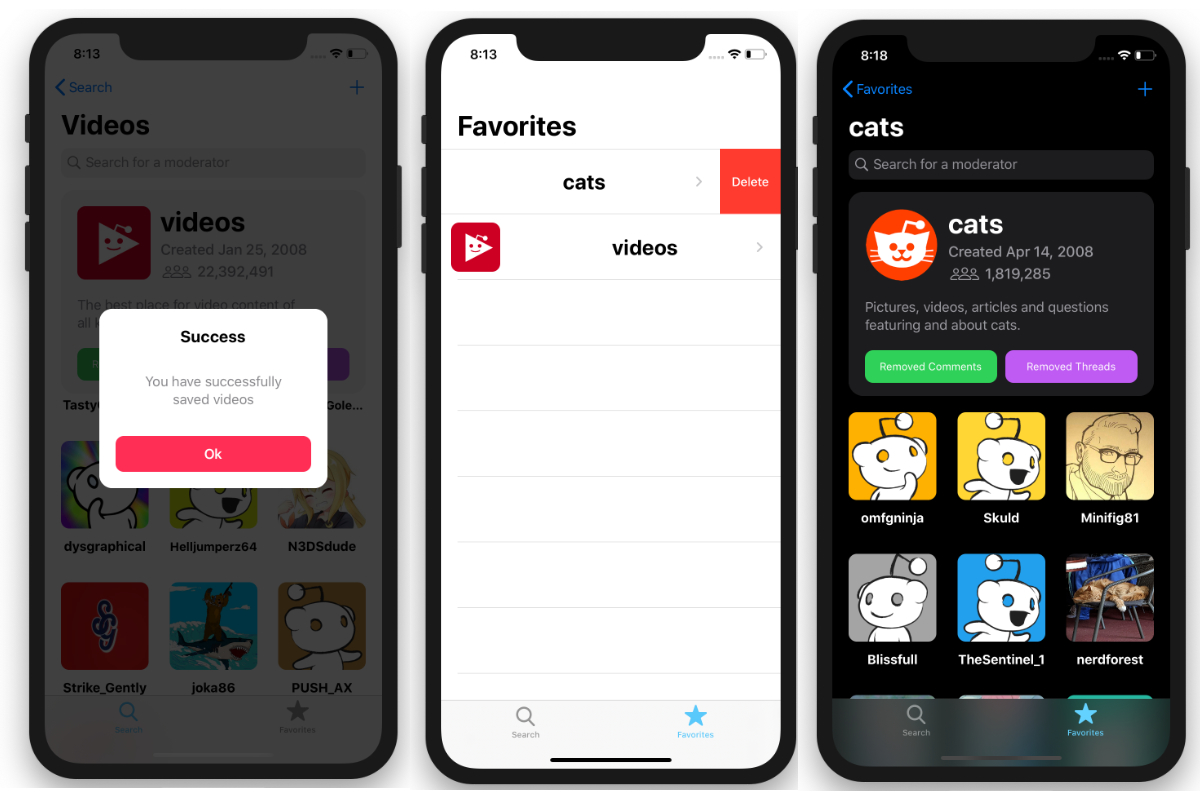 8:13
Search
Videos
Search for a moderator
videos
Created Jan 25, 2008
22,392,491
The best place for video content of
all
Success
You have successfully
saved videos
Ok
Gole...
dysgraphical
Helljumperz64
N3DSdude
Strike_Gently
joka86
PUSH_AX
Search
Favorites
8:13
Favorites
cats
Delete
videos
Search
Favorites
8:18
Favorites
cats
Search for a moderator
cats
Created Apr 14, 2008
1,819,285
Pictures, videos, articles and questions
featuring and about cats.
Removed Comments
Removed Threads
omfgninja
Skuld
Minifig81
Blissfull
TheSentinel_1
nerdforest
Search
Favorites